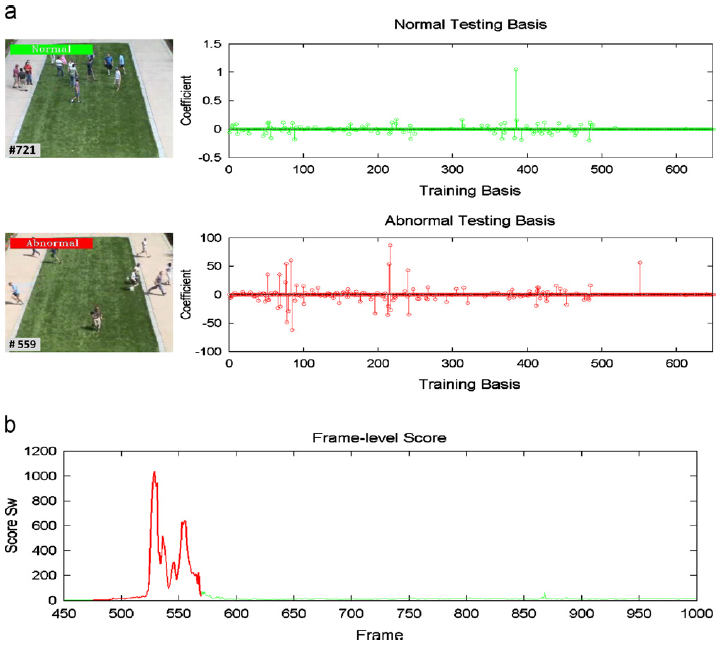 a
Normal
#721
Normal Testing Basis
Coefficient
1.5
1
0.5
0
-0.5
0 100 200 300 400 500 600
Training Basis
Abnormal
# 559
Abnormal Testing Basis
Coefficient
100
50
0
-50
-100
0 100 200 300 400 500 600
Training Basis
b
Frame-level Score
Score Sw
1200
1000
800
600
400
200
0
450 500 550 600 650 700 750 800 850 900 950 1000
Frame